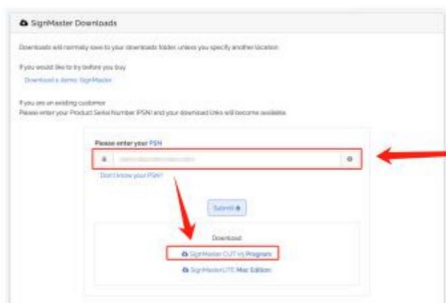 SignMaster Downloads
Downloads will normally save to your downloads folder, unless you specify another location
If you would like to try before you buy
Download a demo: SignMaster
If you are an existing customer
Please enter your Product Serial Number (PSN) and your download links will become available
Please enter your PSN
Don't know your PSN?
Submit
Download:
SignMaster CUT V5 Program
SignMasterLITE Mac Edition